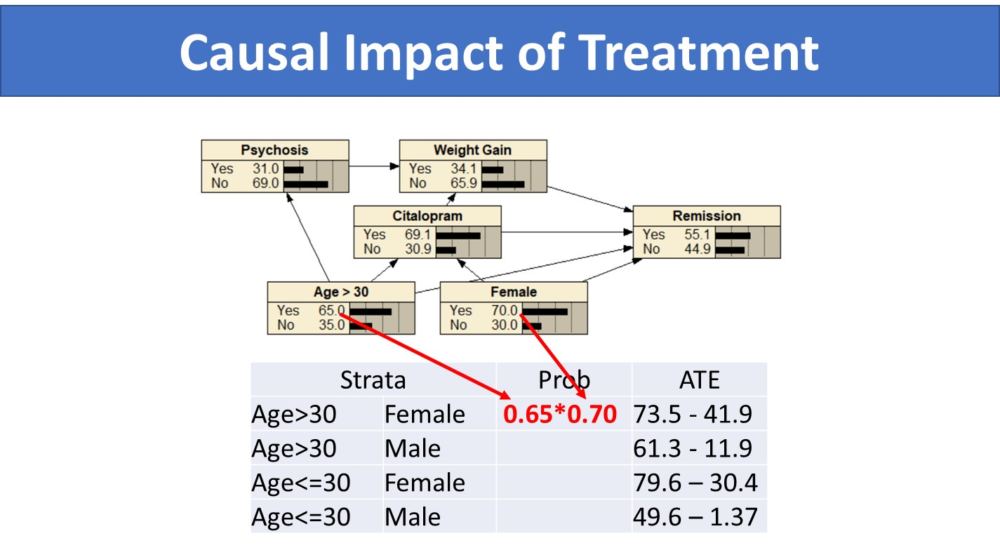 Causal Impact of Treatment
Psychosis
Yes 31.0
No 69.0
Weight Gain
Yes 34.1
No 65.9
Citalopram
Yes 69.1
No 30.9
Remission
Yes 55.1
No 44.9
Age > 30
Yes 65.0
No 35.0
Female
Yes 70.0
No 30.0
Strata Prob ATE
Age>30 Female 0.65*0.70 73.5 - 41.9
Age>30 Male 61.3 - 11.9
Age<=30 Female 79.6 – 30.4
Age<=30 Male 49.6 – 1.37